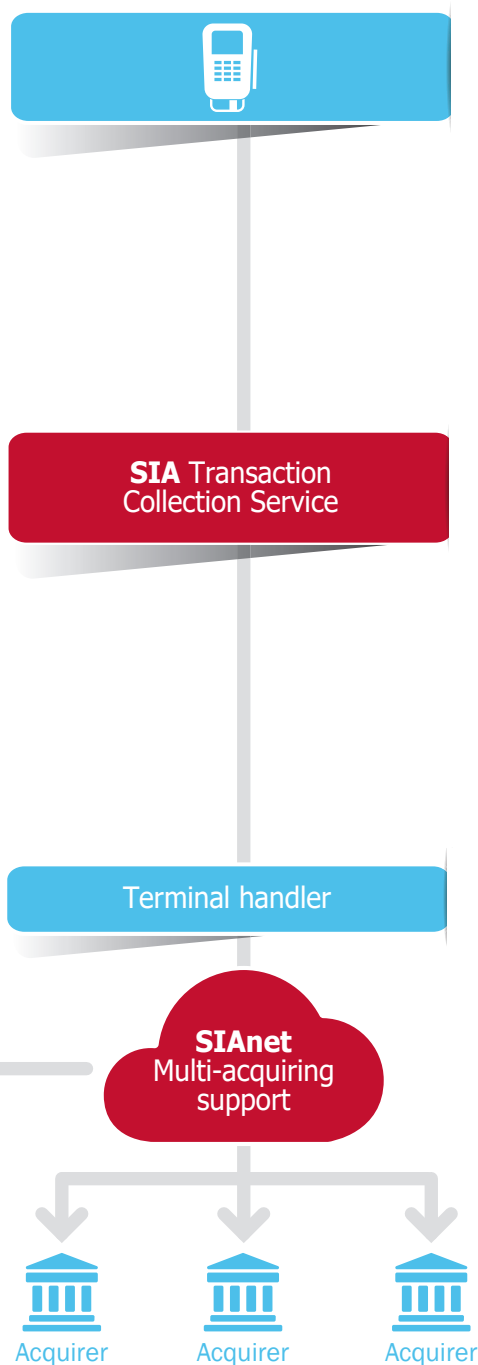 SIA Transaction
Collection Service
Terminal handler
SIAnet
Multi-acquiring
support
Acquirer
Acquirer
Acquirer